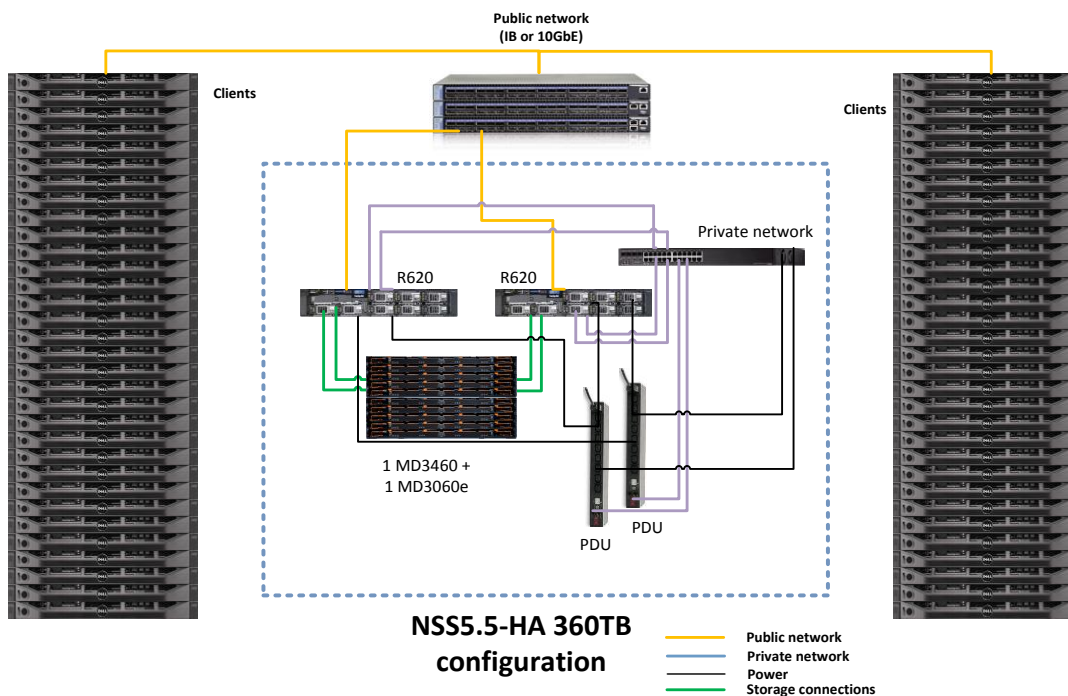 Public network
(IB or 10GbE)
Clients
Clients
Private network
R620
R620
1 MD3460 +
1 MD3060e
PDU
PDU
NSS5.5-HA 360TB
configuration
Public network
Private network
Power
Storage connections